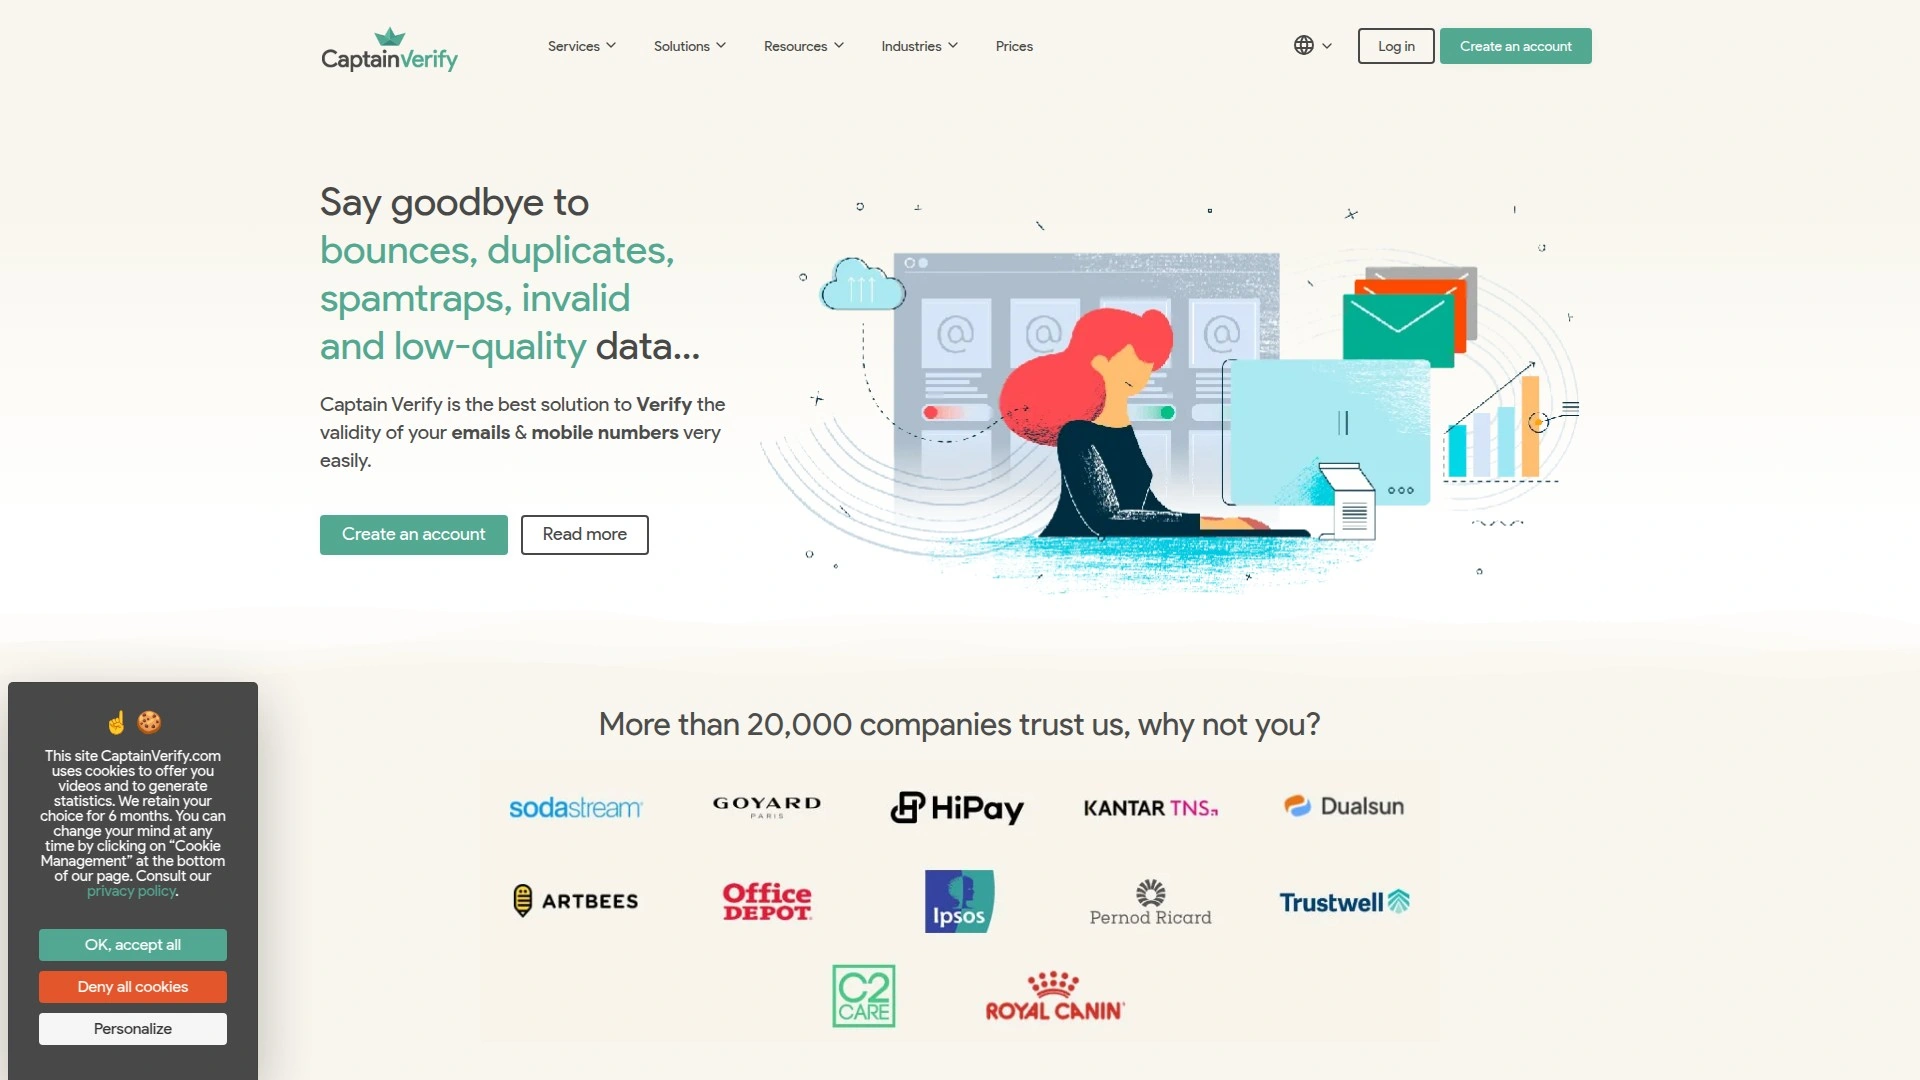 CaptainVerify
Services
Solutions
Resources
Industries
Prices
Log in
Create an account
Say goodbye to
bounces, duplicates,
spamtraps, invalid
and low-quality data...
Captain Verify is the best solution to Verify the
validity of your emails & mobile numbers very
easily.
Create an account
Read more
@ @ @
More than 20,000 companies trust us, why not you?
sodastream
GOYARD
PARIS
HiPay
KANTAR TNS
Dualsun
ARTBEES
Office
DEPOT
Ipsos
Pernod Ricard
Trustwell
C2
CARE
ROYAL CANIN
This site CaptainVerify.com
uses cookies to offer you
videos and to generate
statistics. We retain your
choice for 6 months. You can
change your mind at any
time by clicking on “Cookie
Management” at the bottom
of our page. Consult our
privacy policy.
OK, accept all
Deny all cookies
Personalize